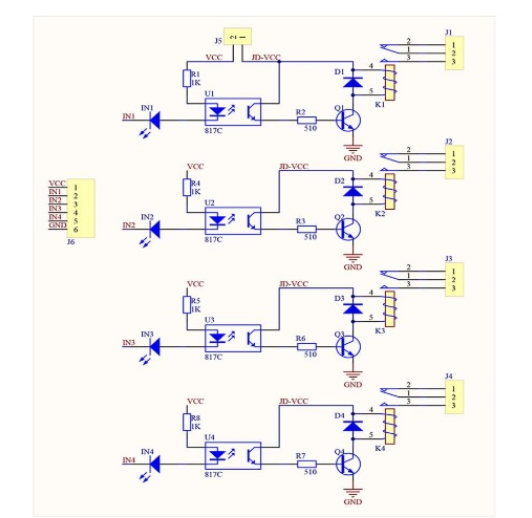 J5
J1
VCC
2 1
JD-VCC
2
1
3
1
2
3
R1
1K
D1
4
5
K1
U1
IN1
IN1
817C
R2
510
Q1
GND
J2
VCC
JD-VCC
2
1
3
1
2
3
R4
1K
D2
4
5
K2
U2
IN2
IN2
817C
R3
510
Q2
GND
VCC
IN1
IN2
IN3
IN4
GND
1
2
3
4
5
6
J6
J3
VCC
JD-VCC
2
1
3
1
2
3
R5
1K
D3
4
5
K3
U3
IN3
IN3
817C
R6
510
Q3
GND
J4
VCC
JD-VCC
2
1
3
1
2
3
R8
1K
D4
4
5
K4
U4
IN4
IN4
817C
R7
510
Q4
GND